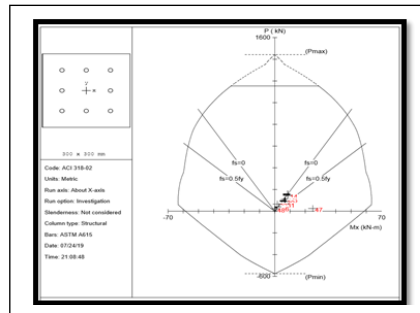 P ( kN)
1600
(Pmax)
y
x
300 x 300 mm
fs=0
fs=0
fs=0.5fy
fs=0.5fy
Code: ACI 318-02
Units: Metric
Run axis: About X-axis
Run option: Investigation
Slenderness: Not considered
Column type: Structural
Bars: ASTM A615
Date: 07/24/19
Time: 21:08:48
-70
70
Mx (kN-m)
-600
(Pmin)